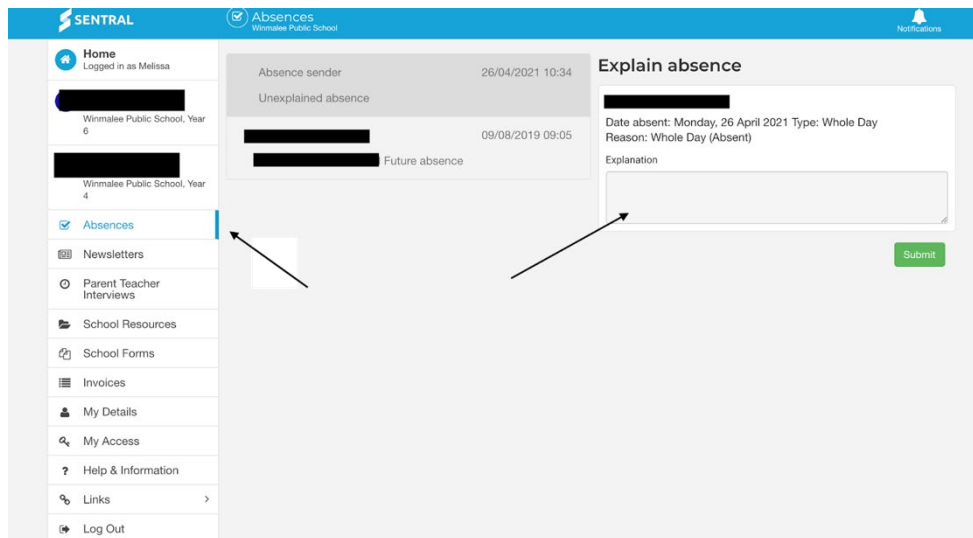 SENTRAL
Absences
Winmalee Public School
Notifications
Home
Logged in as Melissa
Winmalee Public School, Year
6
Winmalee Public School, Year
4
Absences
Newsletters
Parent Teacher
Interviews
School Resources
School Forms
Invoices
My Details
My Access
Help & Information
Links
Log Out
Absence sender 26/04/2021 10:34
Unexplained absence
09/08/2019 09:05
Future absence
Explain absence
Date absent: Monday, 26 April 2021 Type: Whole Day
Reason: Whole Day (Absent)
Explanation
Submit